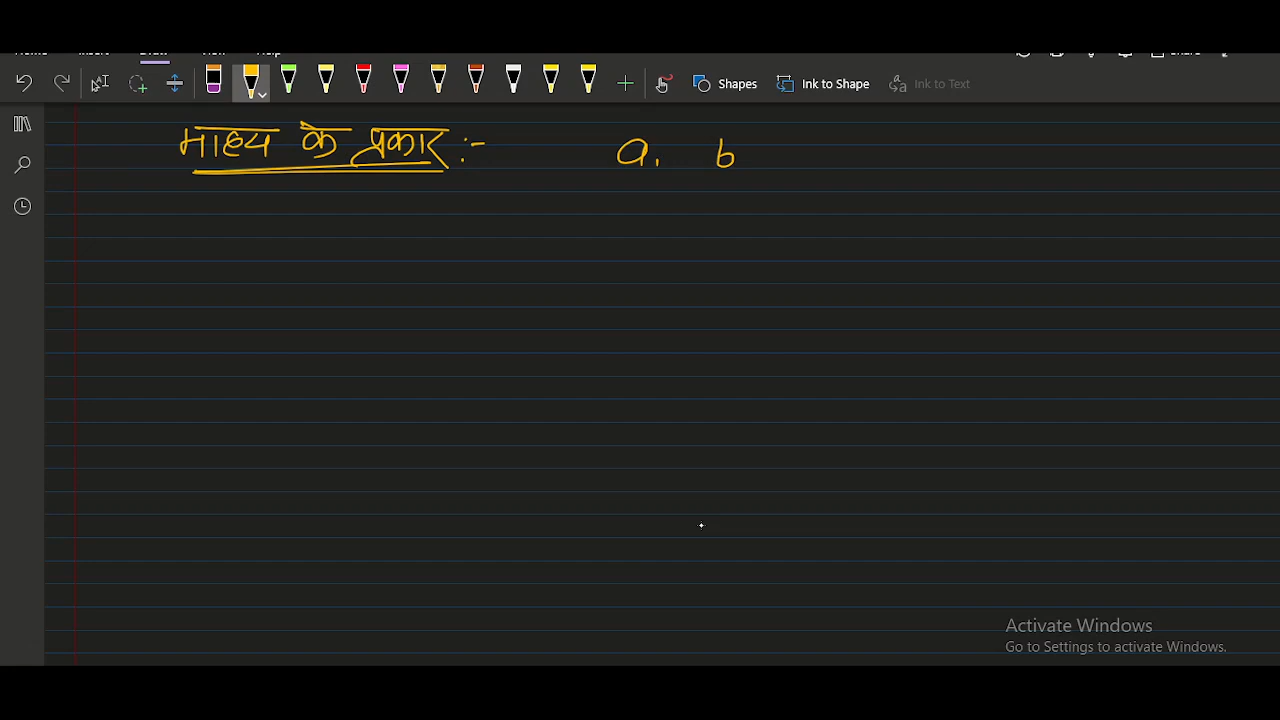 Ink to Shape
Shapes
Ink to Text
माध्य के प्रकार :- a. b
Activate Windows
Go to Settings to activate Windows.